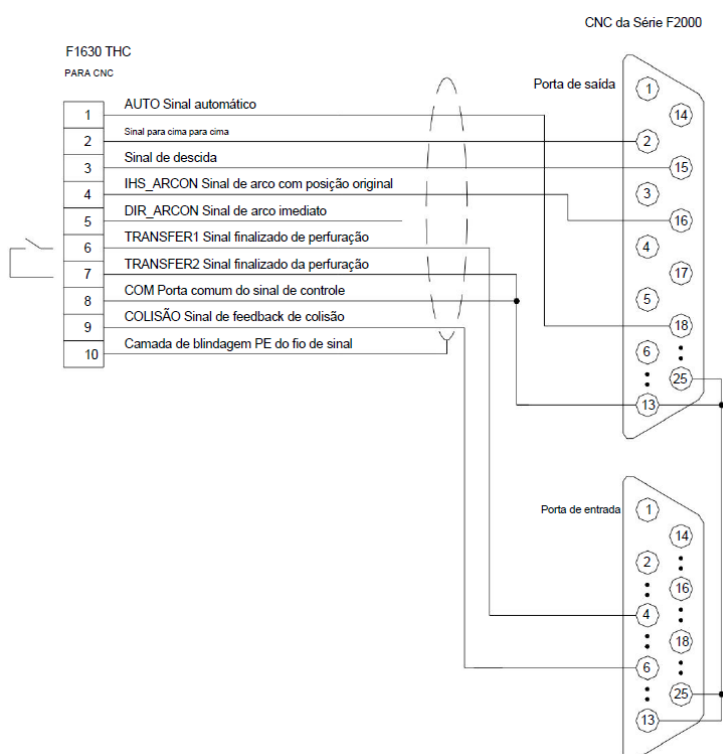 CNC da Série F2000
F1630 THC
PARA CNC
Porta de saída
1 AUTO Sinal automático
2 Sinal para cima para cima
3 Sinal de descida
4 IHS_ARCON Sinal de arco com posição original
5 DIR_ARCON Sinal de arco imediato
6 TRANSFER1 Sinal finalizado de perfuração
7 TRANSFER2 Sinal finalizado da perfuração
8 COM Porta comum do sinal de controle
9 COLISÃO Sinal de feedback de colisão
10 Camada de blindagem PE do fio de sinal
1
14
2
15
3
16
4
17
5
18
6
25
13
Porta de entrada
1
14
2
16
4
18
6
25
13